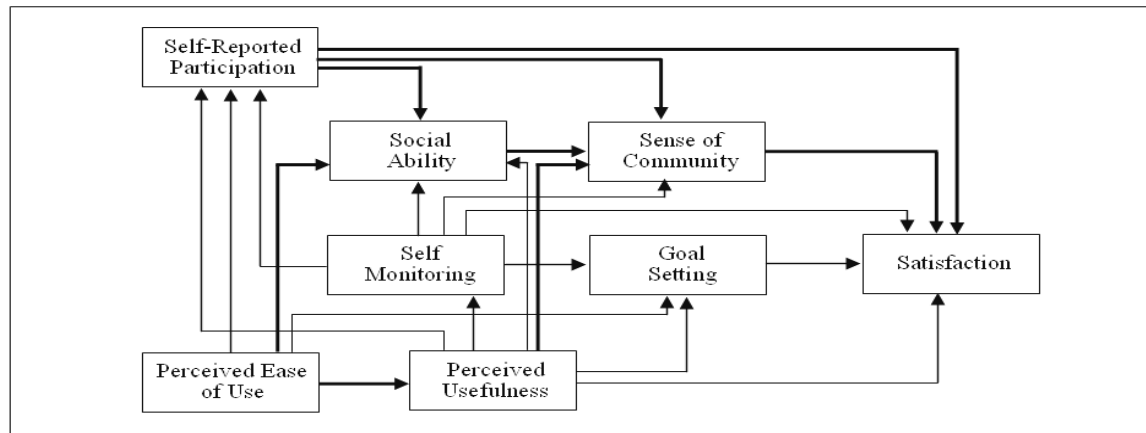 Self-Reported
Participation
Social
Ability
Sense of
Community
Self
Monitoring
Goal
Setting
Satisfaction
Perceived Ease
of Use
Perceived
Usefulness